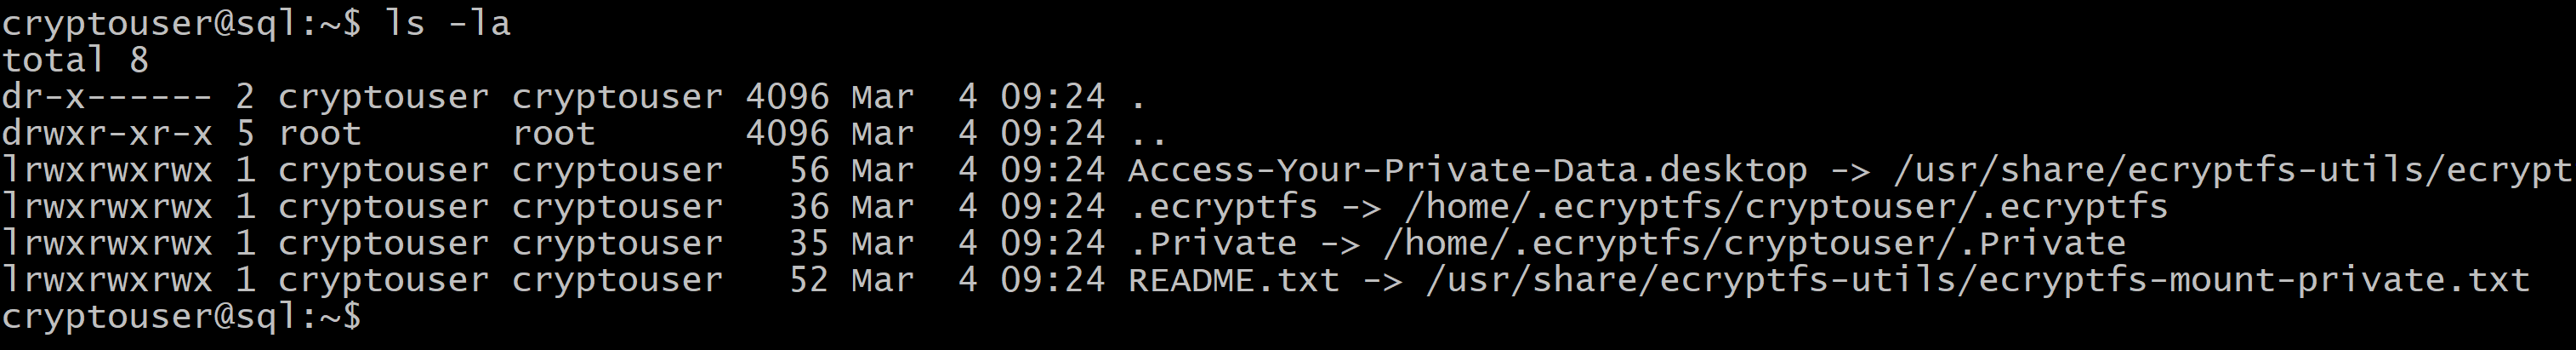 cryptouser@sql:~$ ls -la
total 8
dr-x------ 2 cryptouser cryptouser 4096 Mar  4 09:24 .
drwxr-xr-x 5 root       root       4096 Mar  4 09:24 ..
lrwxrwxrwx 1 cryptouser cryptouser   56 Mar  4 09:24 Access-Your-Private-Data.desktop -> /usr/share/ecryptfs-utils/ecrypt
lrwxrwxrwx 1 cryptouser cryptouser   36 Mar  4 09:24 .ecryptfs -> /home/.ecryptfs/cryptouser/.ecryptfs
lrwxrwxrwx 1 cryptouser cryptouser   35 Mar  4 09:24 .Private -> /home/.ecryptfs/cryptouser/.Private
lrwxrwxrwx 1 cryptouser cryptouser   52 Mar  4 09:24 README.txt -> /usr/share/ecryptfs-utils/ecryptfs-mount-private.txt
cryptouser@sql:~$